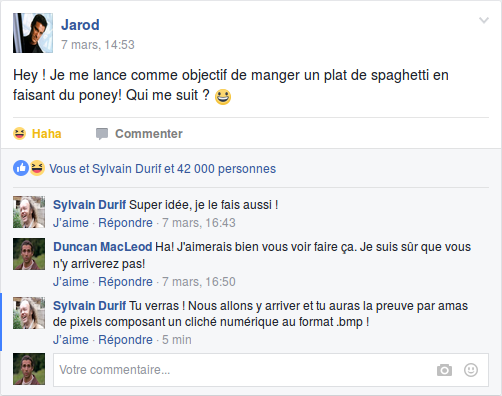 Jarod
7 mars, 14:53
Hey ! Je me lance comme objectif de manger un plat de spaghetti en
faisant du poney! Qui me suit ? 😀
Haha Commenter
Vous et Sylvain Durif et 42 000 personnes
Sylvain Durif Super idée, je le fais aussi !
J'aime · Répondre · 7 mars, 16:43
Duncan MacLeod Ha! J'aimerais bien vous voir faire ça. Je suis sûr que vous
n'y arriverez pas!
J'aime · Répondre · 7 mars, 16:50
Sylvain Durif Tu verras ! Nous allons y arriver et tu auras la preuve par amas
de pixels composant un cliché numérique au format .bmp !
J'aime · Répondre · 5 min
Votre commentaire...